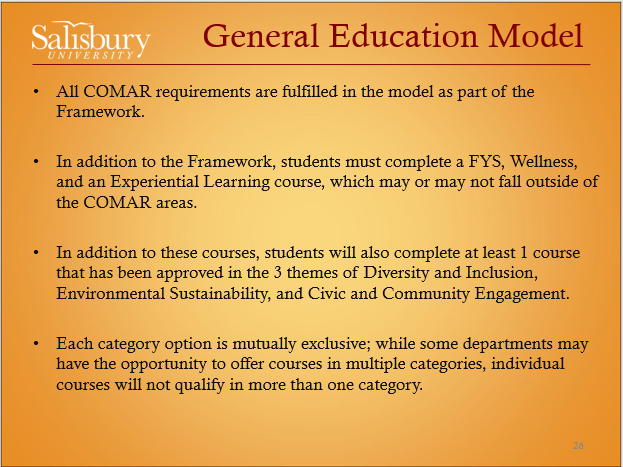 Salisbury
UNIVERSITY
General Education Model
• All COMAR requirements are fulfilled in the model as part of the
Framework.
• In addition to the Framework, students must complete a FYS, Wellness,
and an Experiential Learning course, which may or may not fall outside of
the COMAR areas.
• In addition to these courses, students will also complete at least 1 course
that has been approved in the 3 themes of Diversity and Inclusion,
Environmental Sustainability, and Civic and Community Engagement.
• Each category option is mutually exclusive; while some departments may
have the opportunity to offer courses in multiple categories, individual
courses will not qualify in more than one category.
26